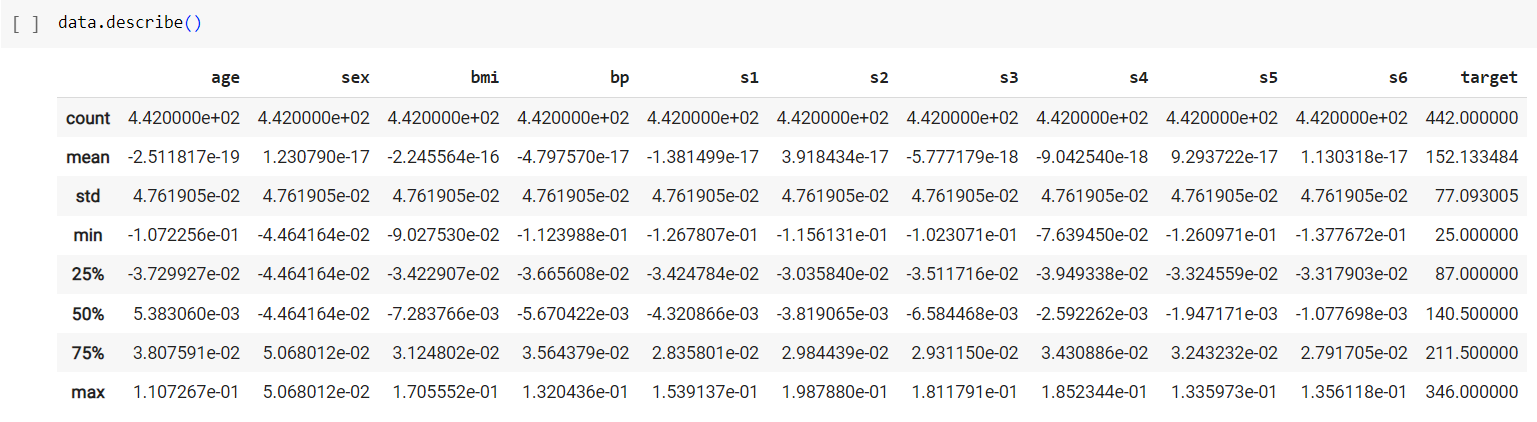 [ ] data.describe()
age sex bmi bp s1 s2 s3 s4 s5 s6 target
count 4.420000e+02 4.420000e+02 4.420000e+02 4.420000e+02 4.420000e+02 4.420000e+02 4.420000e+02 4.420000e+02 4.420000e+02 4.420000e+02 442.000000
mean -2.511817e-19 1.230790e-17 -2.245564e-16 -4.797570e-17 -1.381499e-17 3.918434e-17 -5.777179e-18 -9.042540e-18 9.293722e-17 1.130318e-17 152.133484
std 4.761905e-02 4.761905e-02 4.761905e-02 4.761905e-02 4.761905e-02 4.761905e-02 4.761905e-02 4.761905e-02 4.761905e-02 4.761905e-02 77.093005
min -1.072256e-01 -4.464164e-02 -9.027530e-02 -1.123988e-01 -1.267807e-01 -1.156131e-01 -1.023071e-01 -7.639450e-02 -1.260971e-01 -1.377672e-01 25.000000
25% -3.729927e-02 -4.464164e-02 -3.422907e-02 -3.665608e-02 -3.424784e-02 -3.035840e-02 -3.511716e-02 -3.949338e-02 -3.324559e-02 -3.317903e-02 87.000000
50% 5.383060e-03 -4.464164e-02 -7.283766e-03 -5.670422e-03 -4.320866e-03 -3.819065e-03 -6.584468e-03 -2.592262e-03 -1.947171e-03 -1.077698e-03 140.500000
75% 3.807591e-02 5.068012e-02 3.124802e-02 3.564379e-02 2.835801e-02 2.984439e-02 2.931150e-02 3.430886e-02 3.243232e-02 2.791705e-02 211.500000
max 1.107267e-01 5.068012e-02 1.705552e-01 1.320436e-01 1.539137e-01 1.987880e-01 1.811791e-01 1.852344e-01 1.335973e-01 1.356118e-01 346.000000